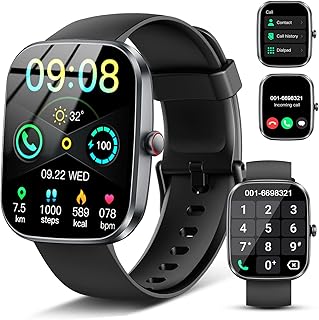 09:08
32°
100
09.22 WED
7.5
km
1000
steps
589
kcal
078
bpm
Call
Contact
Call history
Dialpad
001-6698321
Incoming call
001-6698321
1 2 3
4 5 6
7 8 9
0+